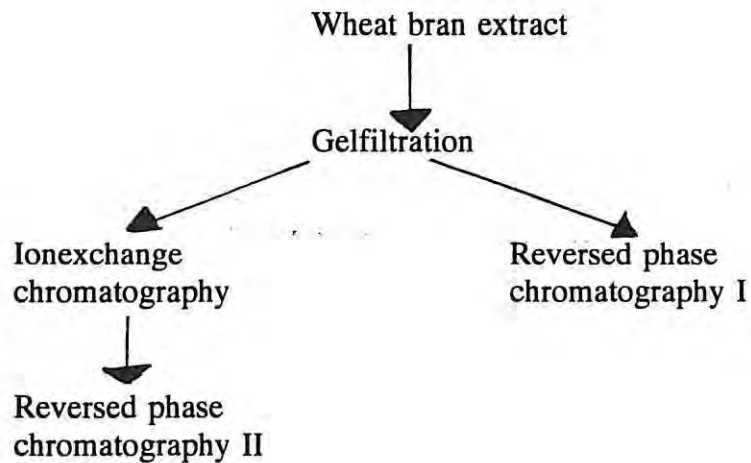 Wheat bran extract
Gelfiltration
Ionexchange
chromatography
Reversed phase
chromatography I
Reversed phase
chromatography II